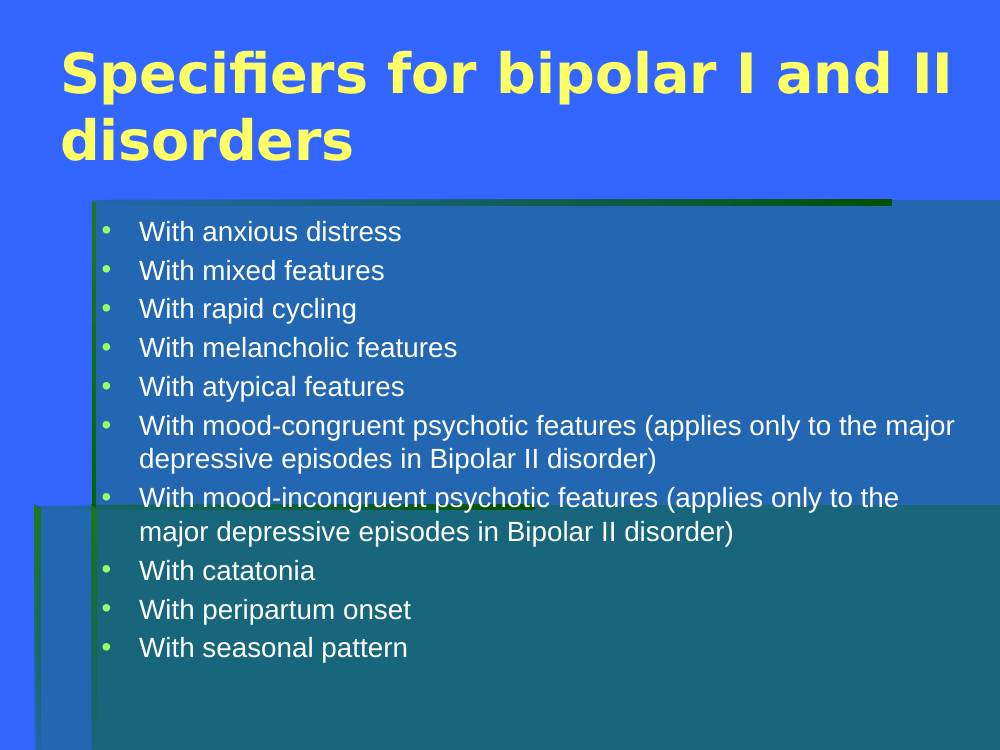 Specifiers for bipolar I and II
disorders
• With anxious distress
• With mixed features
• With rapid cycling
• With melancholic features
• With atypical features
• With mood-congruent psychotic features (applies only to the major
depressive episodes in Bipolar II disorder)
• With mood-incongruent psychotic features (applies only to the
major depressive episodes in Bipolar II disorder)
• With catatonia
• With peripartum onset
• With seasonal pattern